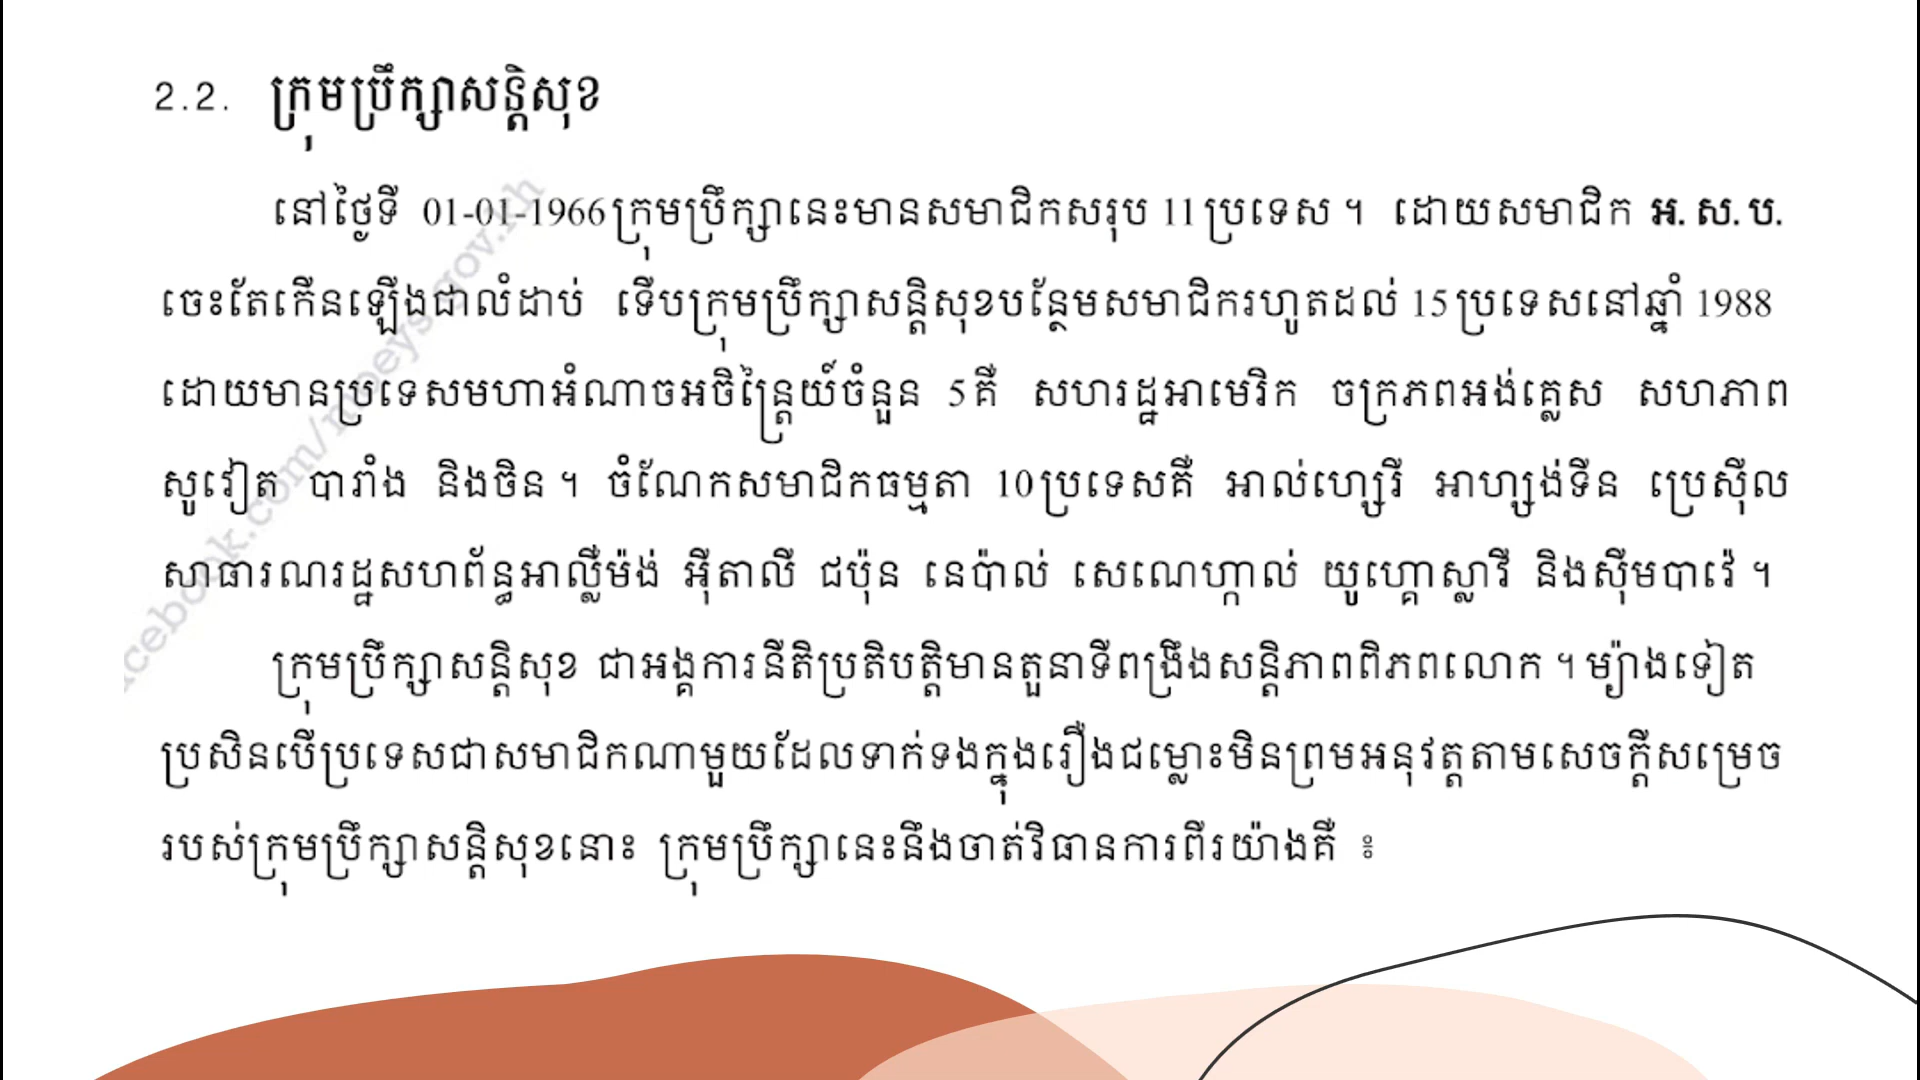 2.2. ក្រុមប្រឹក្សាសន្តិសុខ
នៅថ្ងៃទី 01-01-1966 ក្រុមប្រឹក្សានេះមានសមាជិកសរុប 11 ប្រទេស ។ ដោយសមាជិក អ. ស. ប.
ចេះតែកើនឡើងជាលំដាប់ ទើបក្រុមប្រឹក្សាសន្តិសុខបន្ថែមសមាជិករហូតដល់ 15 ប្រទេសនៅឆ្នាំ 1988
ដោយមានប្រទេសមហាអំណាចអចិន្ត្រៃយ៍ចំនួន 5 គឺ សហរដ្ឋអាមេរិក ចក្រភពអង់គ្លេស សហភាព
សូវៀត បារាំង និងចិន ។ ចំណែកសមាជិកធម្មតា 10 ប្រទេសគឺ អាល់ហ្សេរី អាហ្សង់ទីន ប្រេស៊ីល
សាធារណរដ្ឋសហព័ន្ធអាល្លឺម៉ង់ អ៊ីតាលី ជប៉ុន នេប៉ាល់ សេណេហ្កាល់ យូហ្គោស្លាវី និងស៊ីមបាវ៉េ ។
ក្រុមប្រឹក្សាសន្តិសុខ ជាអង្គការនីតិប្រតិបត្តិមានតួនាទីពង្រឹងសន្តិភាពពិភពលោក ។ ម្យ៉ាងទៀត
ប្រសិនបើប្រទេសជាសមាជិកណាមួយដែលទាក់ទងក្នុងរឿងជម្លោះមិនព្រមអនុវត្តតាមសេចក្តីសម្រេច
របស់ក្រុមប្រឹក្សាសន្តិសុខនោះ ក្រុមប្រឹក្សានេះនឹងចាត់វិធានការពីរយ៉ាងគឺ ៖
facebook.com/moeys.gov.kh